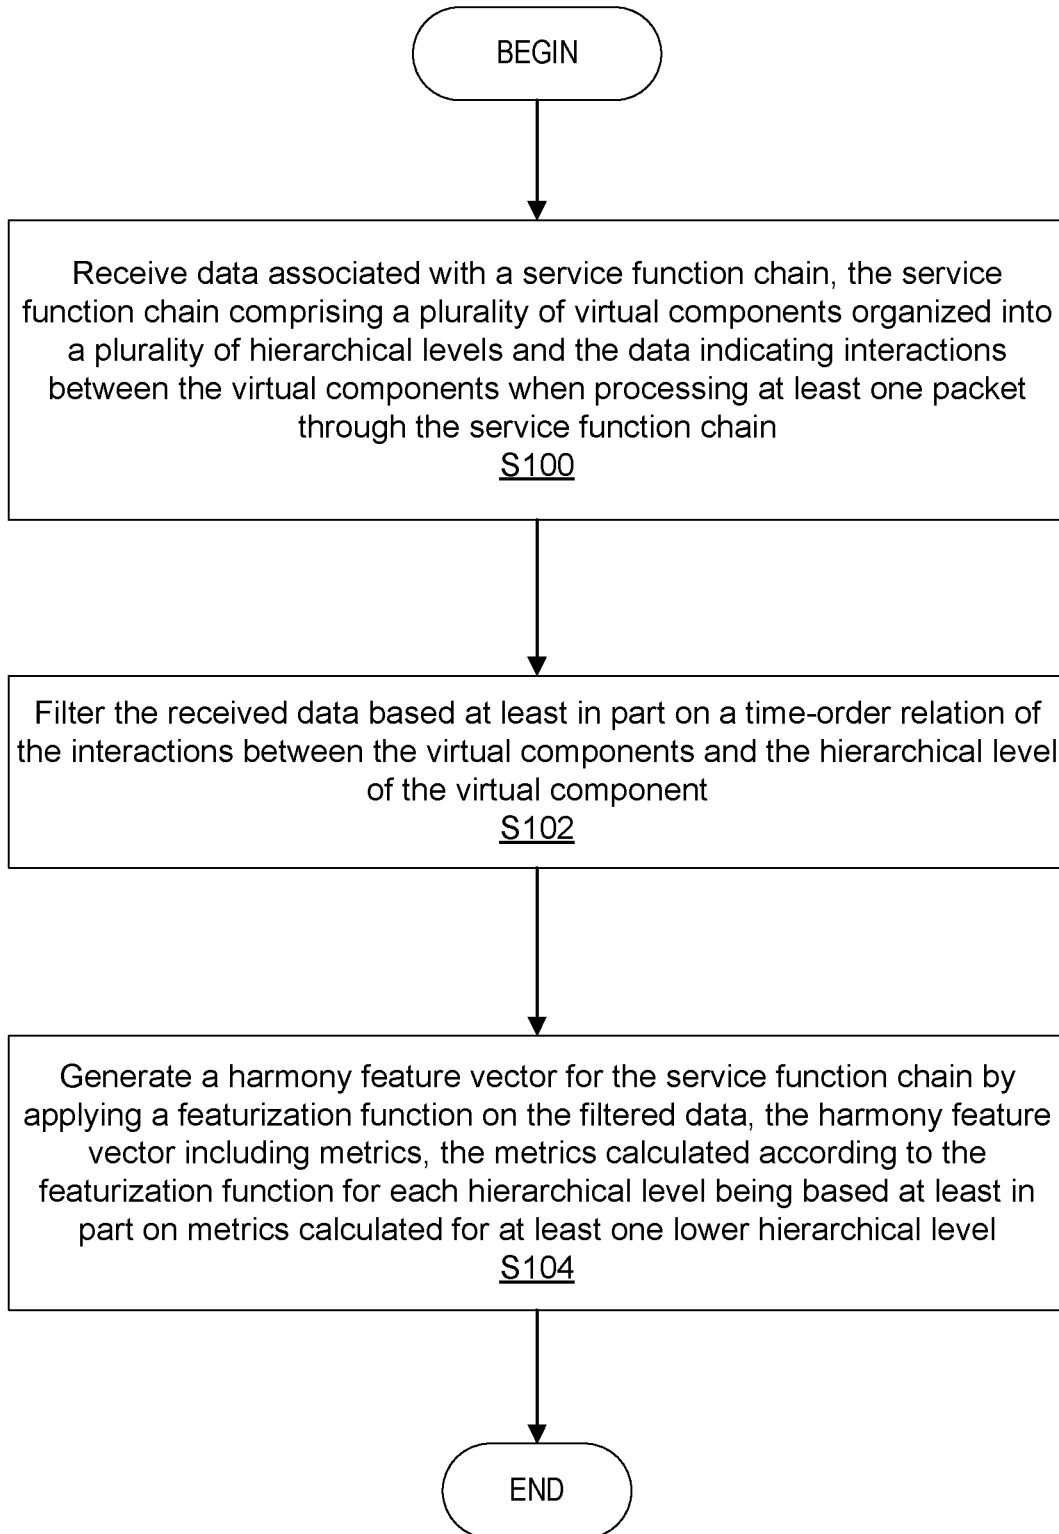 BEGIN
Receive data associated with a service function chain, the service
function chain comprising a plurality of virtual components organized into
a plurality of hierarchical levels and the data indicating interactions
between the virtual components when processing at least one packet
through the service function chain
S100
Filter the received data based at least in part on a time-order relation of
the interactions between the virtual components and the hierarchical level
of the virtual component
S102
Generate a harmony feature vector for the service function chain by
applying a featurization function on the filtered data, the harmony feature
vector including metrics, the metrics calculated according to the
featurization function for each hierarchical level being based at least in
part on metrics calculated for at least one lower hierarchical level
S104
END